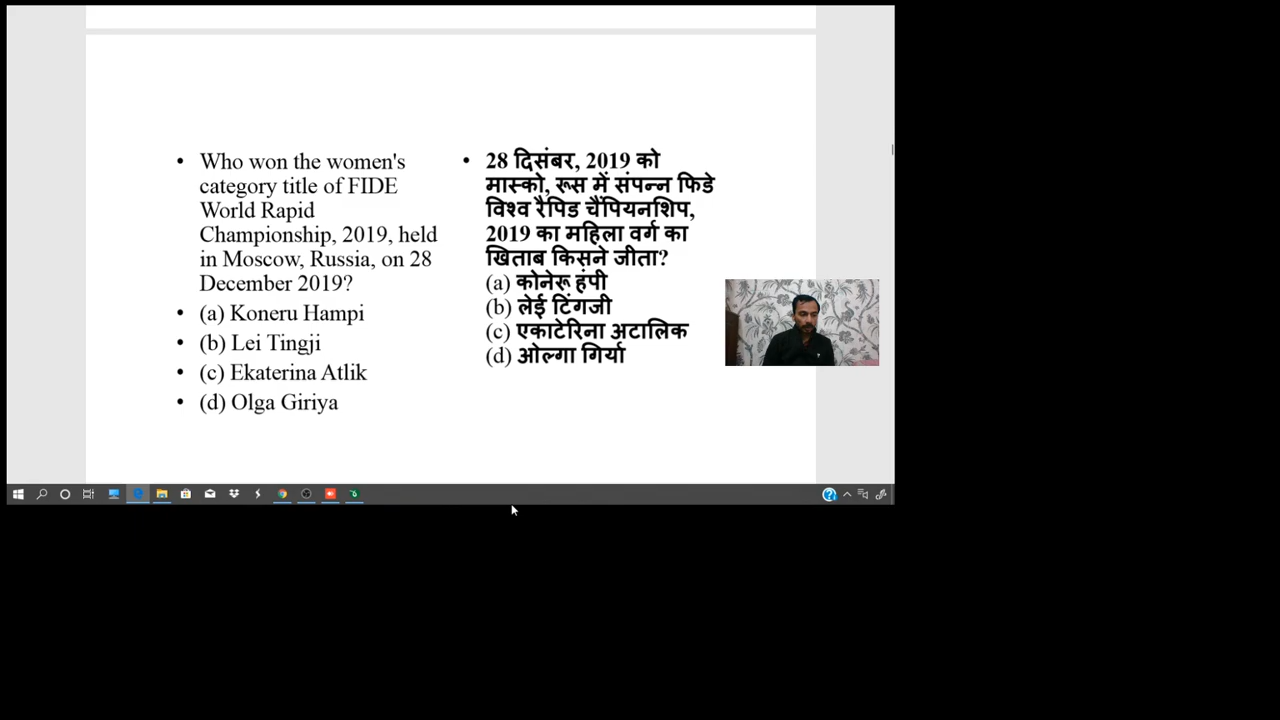 • Who won the women's
category title of FIDE
World Rapid
Championship, 2019, held
in Moscow, Russia, on 28
December 2019?
• (a) Koneru Hampi
• (b) Lei Tingji
• (c) Ekaterina Atlik
• (d) Olga Giriya
• 28 दिसंबर, 2019 को
मास्को, रूस में संपन्न फिडे
विश्व रैपिड चैंपियनशिप,
2019 का महिला वर्ग का
खिताब किसने जीता?
(a) कोनेरू हंपी
(b) लेई टिंगजी
(c) एकाटेरिना अटालिक
(d) ओल्गा गिर्या